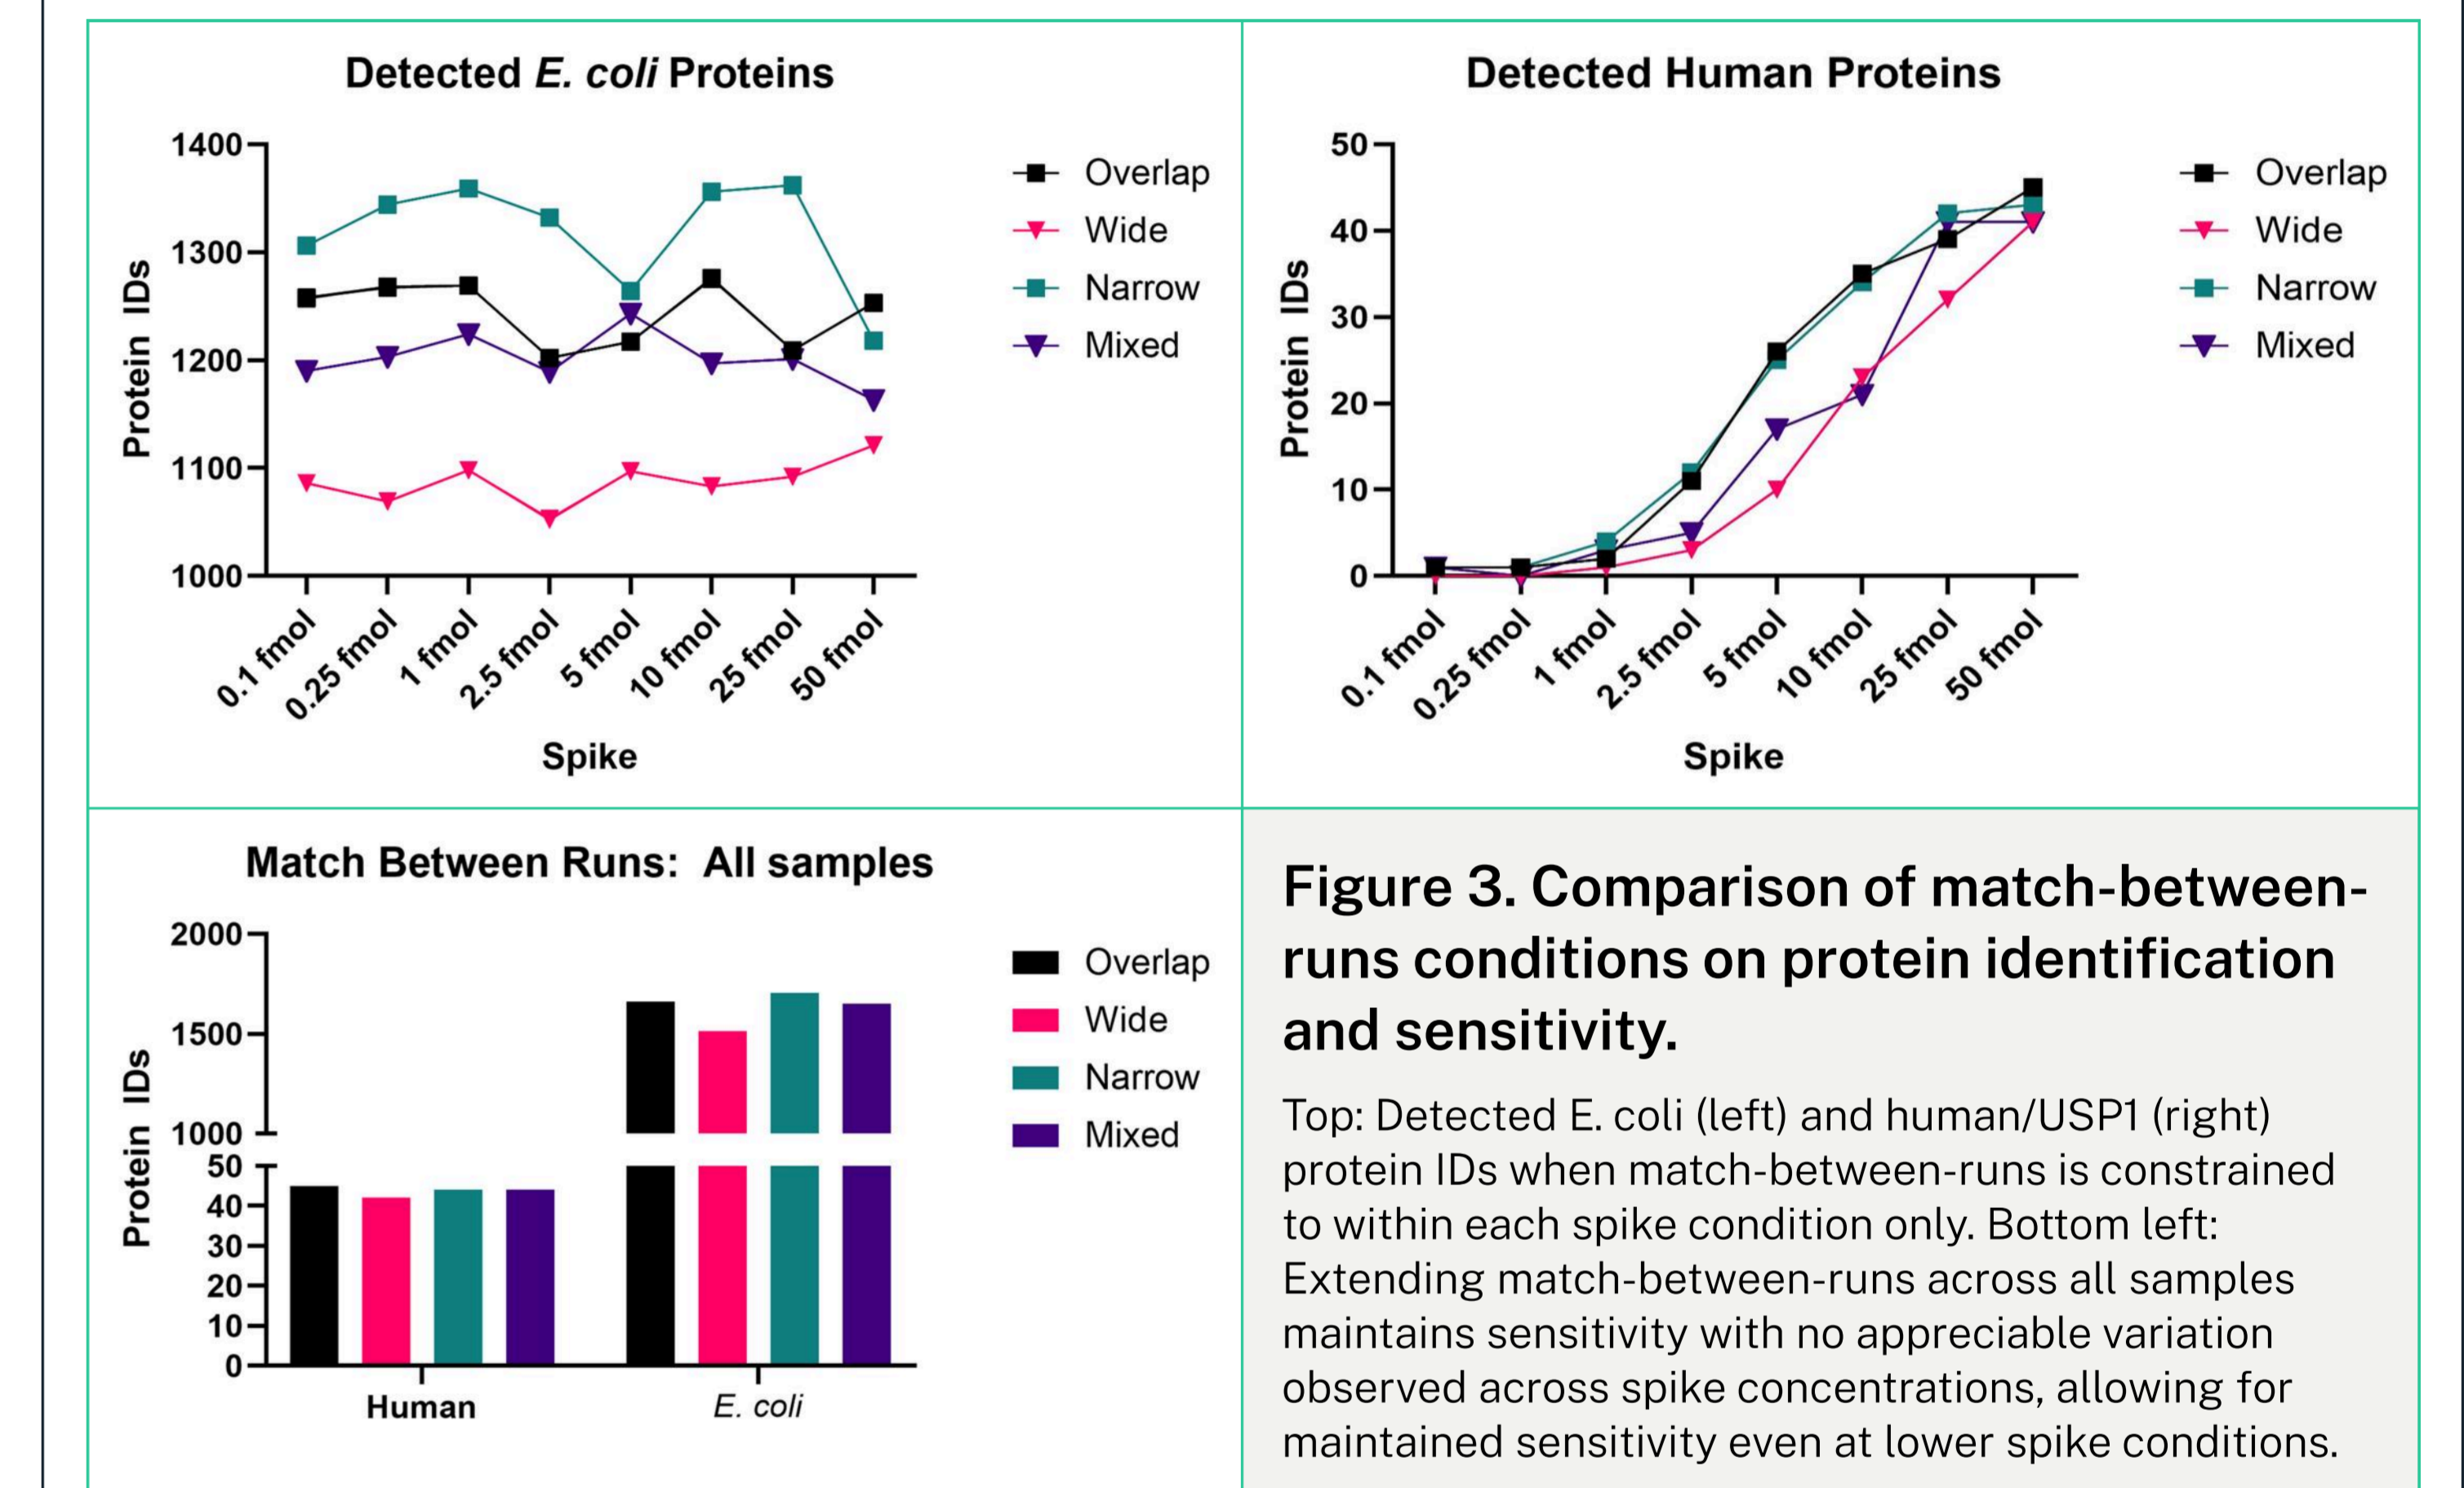 Detected E. coli Proteins
Protein IDs
1400
1300
1200
1100
1000
0.1 fmol
0.25 fmol
1 fmol
2.5 fmol
5 fmol
10 fmol
25 fmol
50 fmol
Spike
Overlap
Wide
Narrow
Mixed
Detected Human Proteins
Protein IDs
50
40
30
20
10
0
0.1 fmol
0.25 fmol
1 fmol
2.5 fmol
5 fmol
10 fmol
25 fmol
50 fmol
Spike
Overlap
Wide
Narrow
Mixed
Match Between Runs: All samples
Protein IDs
2000
1500
1000
50
40
30
20
10
0
Human
E. coli
Overlap
Wide
Narrow
Mixed
Figure 3. Comparison of match-between-
runs conditions on protein identification
and sensitivity.
Top: Detected E. coli (left) and human/USP1 (right)
protein IDs when match-between-runs is constrained
to within each spike condition only. Bottom left:
Extending match-between-runs across all samples
maintains sensitivity with no appreciable variation
observed across spike concentrations, allowing for
maintained sensitivity even at lower spike conditions.